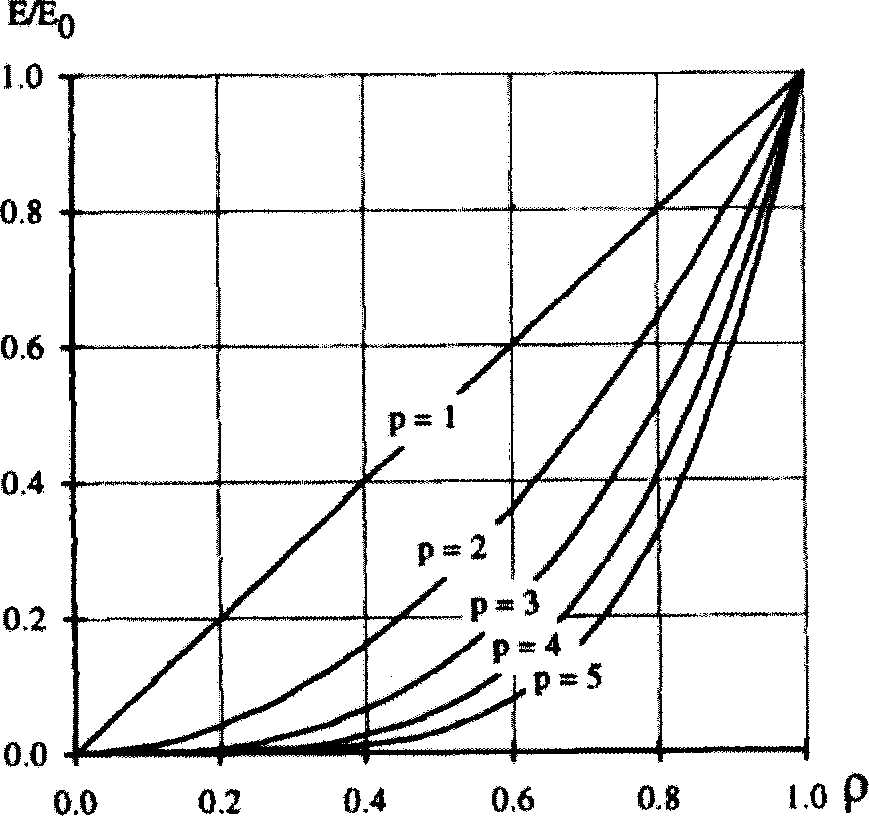 E/E0
1.0
0.8
0.6
0.4
0.2
0.0
p = 1
p = 2
p = 3
p = 4
p = 5
0.0 0.2 0.4 0.6 0.8 1.0 ρ